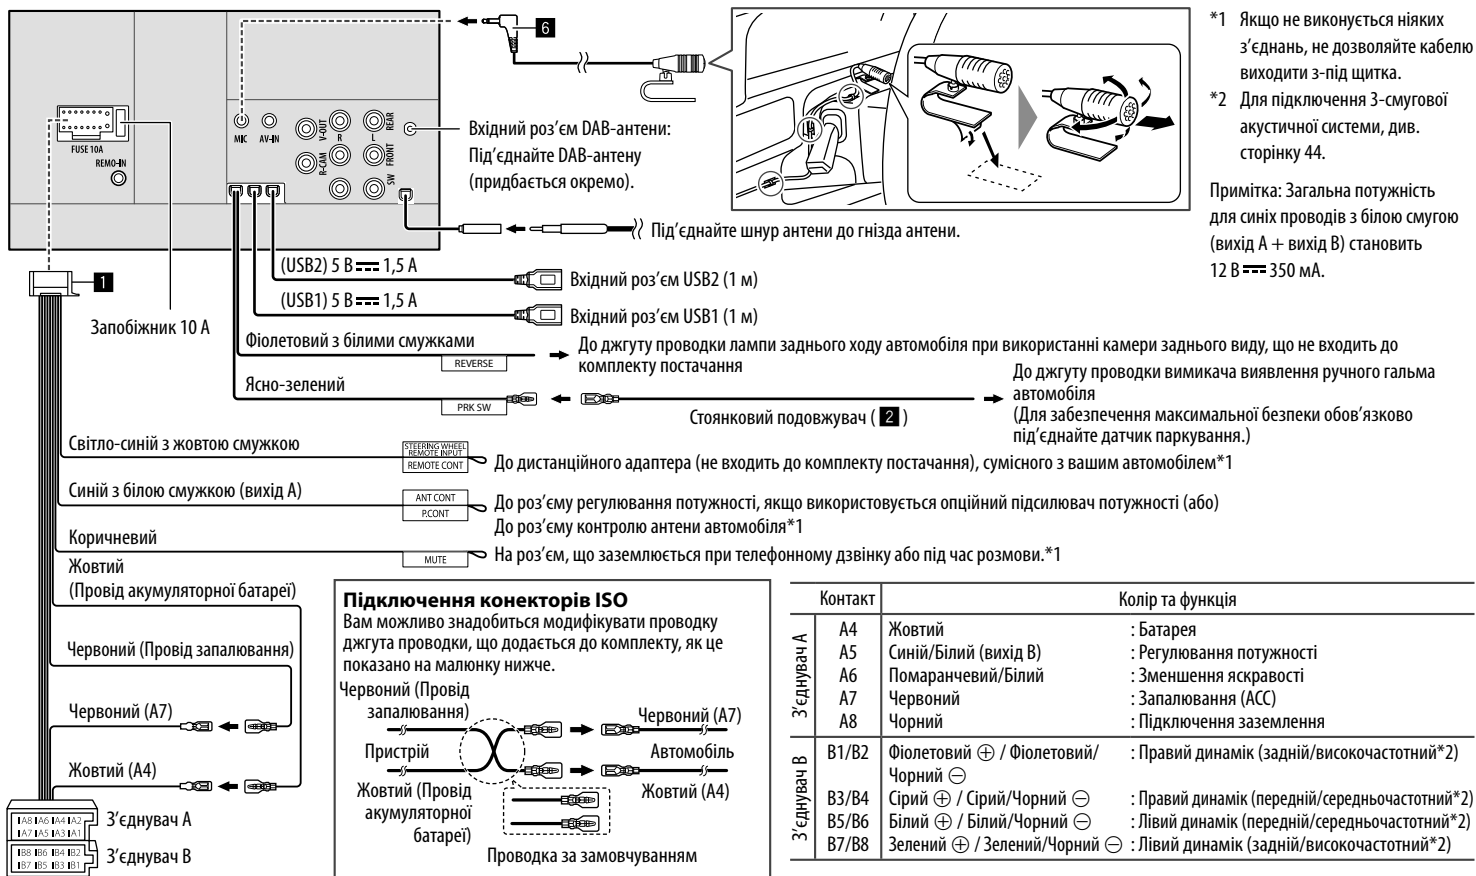 6
MIC
AV-IN
V-OUT
R
L
REAR
R-CAM
FRONT
SW
FUSE 10A
REMO-IN
Вхідний роз’єм DAB-антени:
Під’єднайте DAB-антену
(придбається окремо).
Під’єднайте шнур антени до гнізда антени.
*1 Якщо не виконується ніяких
з’єднань, не дозволяйте кабелю
виходити з-під щитка.
*2 Для підключення 3-смугової
акустичної системи, див.
сторінку 44.
Примітка: Загальна потужність
для синіх проводів з білою смугою
(вихід A + вихід B) становить
12 В ⎓ 350 мА.
1
Запобіжник 10 А
(USB2) 5 В ⎓ 1,5 А
Вхідний роз’єм USB2 (1 м)
(USB1) 5 В ⎓ 1,5 А
Вхідний роз’єм USB1 (1 м)
Фіолетовий з білими смужками
REVERSE
До джгуту проводки лампи заднього ходу автомобіля при використанні камери заднього виду, що не входить до
комплекту постачання
Ясно-зелений
PRK SW
Стоянковий подовжувач ( 2 )
До джгуту проводки вимикача виявлення ручного гальма
автомобіля
(Для забезпечення максимальної безпеки обов’язково
під’єднайте датчик паркування.)
Світло-синій з жовтою смужкою
STEERING WHEEL
REMOTE INPUT
REMOTE CONT
До дистанційного адаптера (не входить до комплекту постачання), сумісного з вашим автомобілем*1
Синій з білою смужкою (вихід A)
ANT CONT
P.CONT
До роз’єму регулювання потужності, якщо використовується опційний підсилювач потужності (або)
До роз’єму контролю антени автомобіля*1
Коричневий
MUTE
На роз’єм, що заземлюється при телефонному дзвінку або під час розмови.*1
Жовтий
(Провід акумуляторної батареї)
Червоний (Провід запалювання)
Червоний (A7)
Жовтий (A4)
A8 A6 A4 A2
A7 A5 A3 A1
З’єднувач A
B8 B6 B4 B2
B7 B5 B3 B1
З’єднувач B
Підключення конекторів ISO
Вам можливо знадобиться модифікувати проводку
джгута проводки, що додається до комплекту, як це
показано на малюнку нижче.
Червоний (Провід
запалювання)
Червоний (A7)
Пристрій
Автомобіль
Жовтий (Провід
акумуляторної
батареї)
Жовтий (A4)
Проводка за замовчуванням
Контакт Колір та функція
З’єднувач A
A4 Жовтий : Батарея
A5 Синій/Білий (вихід B) : Регулювання потужності
A6 Помаранчевий/Білий : Зменшення яскравості
A7 Червоний : Запалювання (ACC)
A8 Чорний : Підключення заземлення
З’єднувач B
B1/B2 Фіолетовий ⊕ / Фіолетовий/ : Правий динамік (задній/високочастотний*2)
Чорний ⊖
B3/B4 Сірий ⊕ / Сірий/Чорний ⊖ : Правий динамік (передній/середньочастотний*2)
B5/B6 Білий ⊕ / Білий/Чорний ⊖ : Лівий динамік (передній/середньочастотний*2)
B7/B8 Зелений ⊕ / Зелений/Чорний ⊖ : Лівий динамік (задній/високочастотний*2)